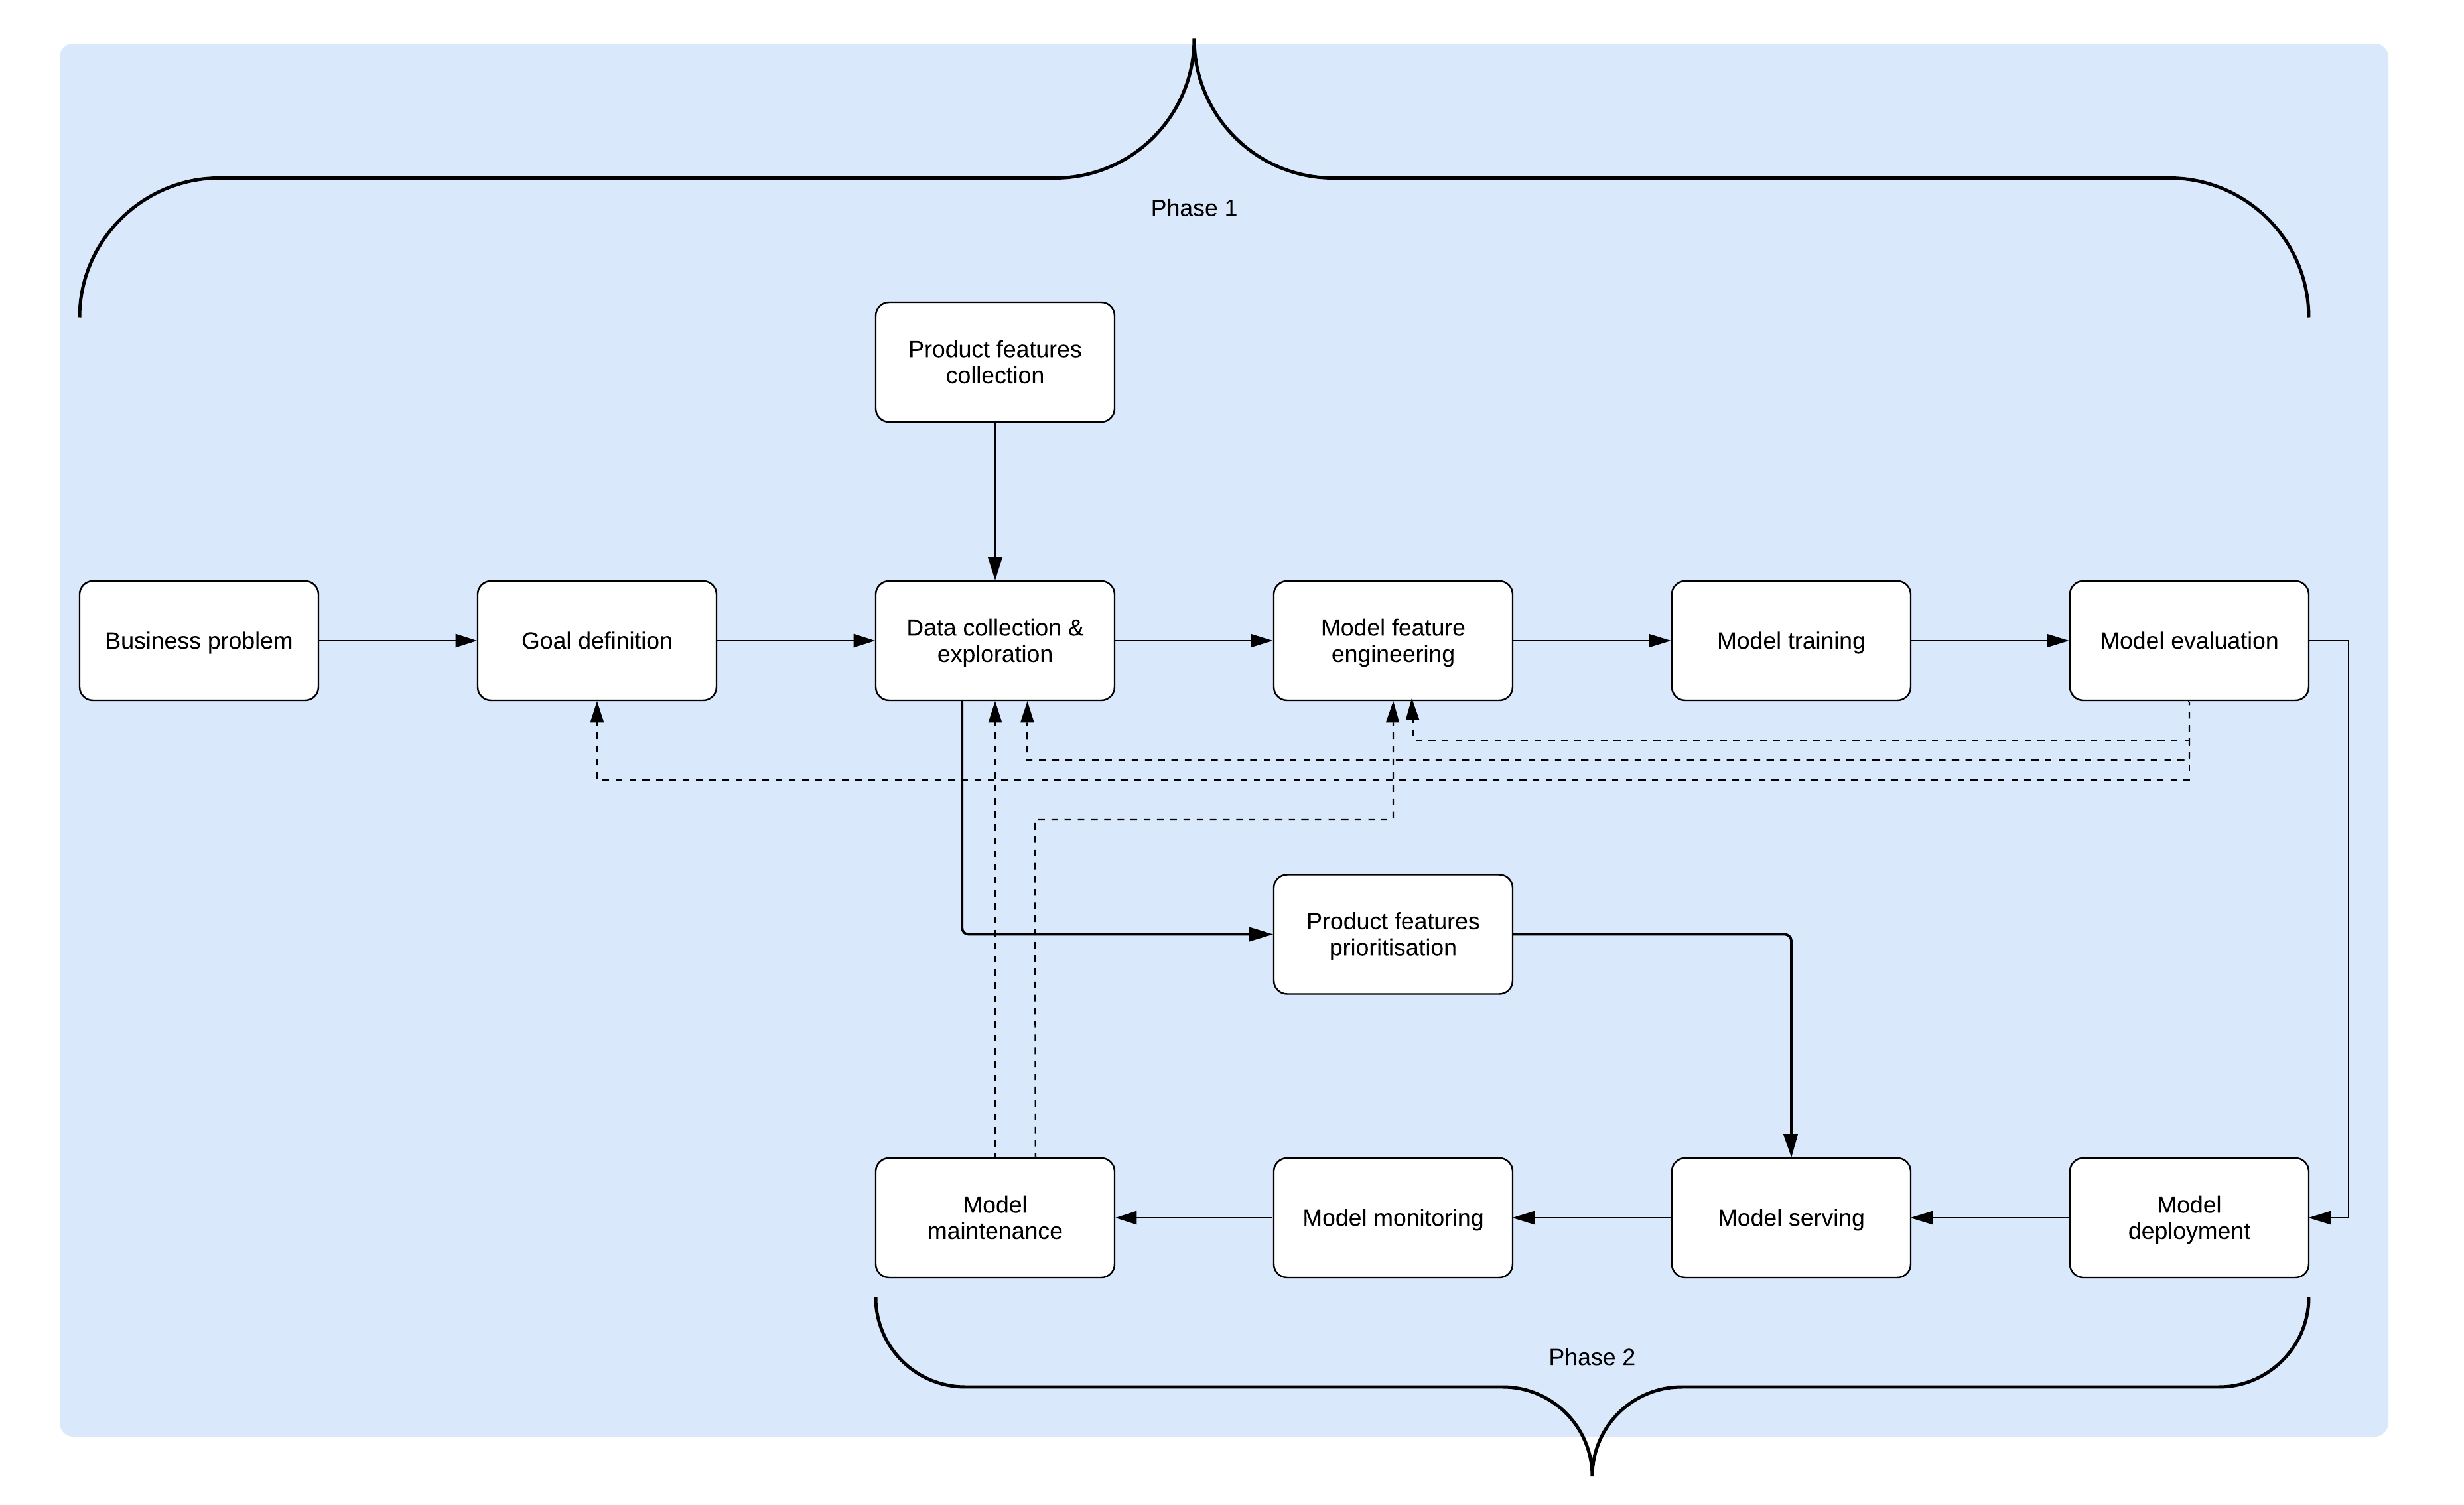 Phase 1
Product features
collection
Business problem
Goal definition
Data collection &
exploration
Model feature
engineering
Model training
Model evaluation
Product features
prioritisation
Model
maintenance
Model monitoring
Model serving
Model
deployment
Phase 2